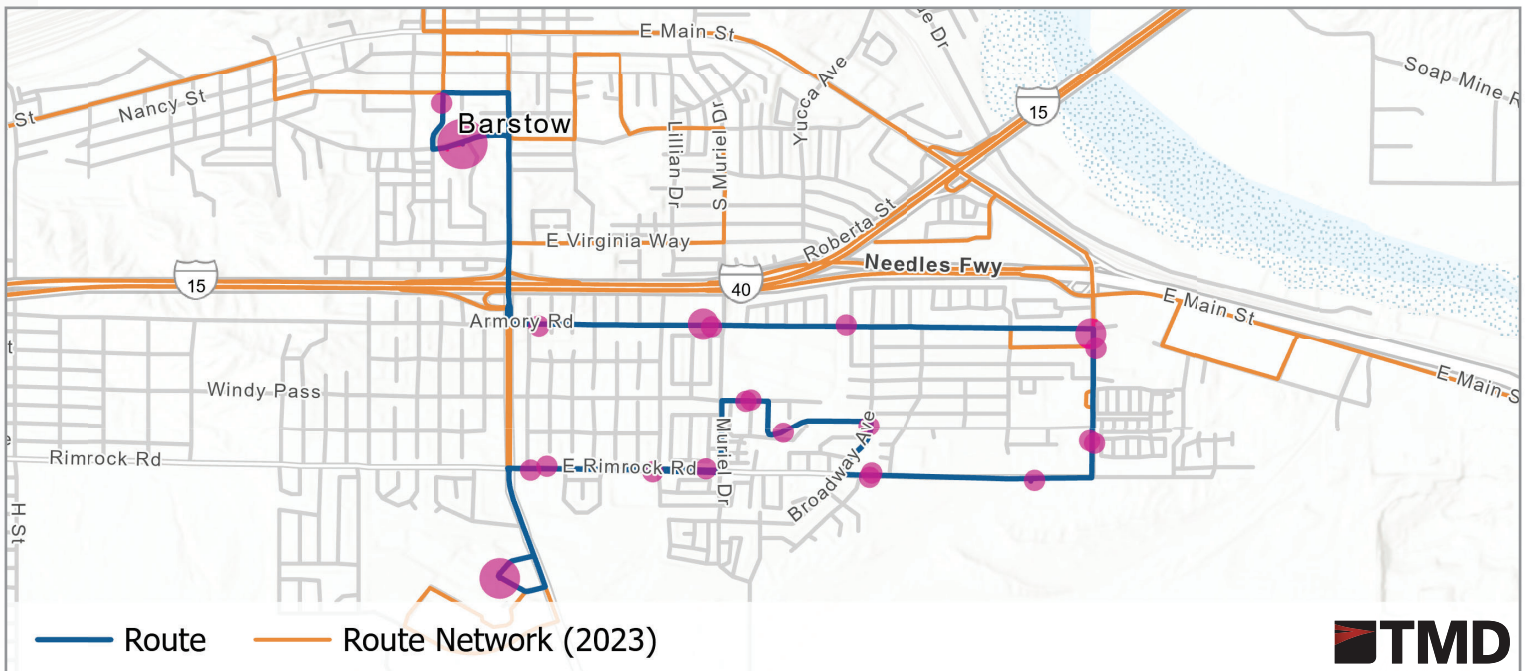 E Main St
Nancy St
St
Barstow
Lillian Dr
S Muriel Dr
Yucca Ave
15
Soap Mine R
E Virginia Way
Roberta St
Needles Fwy
15
40
E Main St
Armory Rd
Windy Pass
E Main S
Rimrock Rd
E Rimrock Rd
Muriel Dr
Broadway Ave
H St
Route
Route Network (2023)
TMD